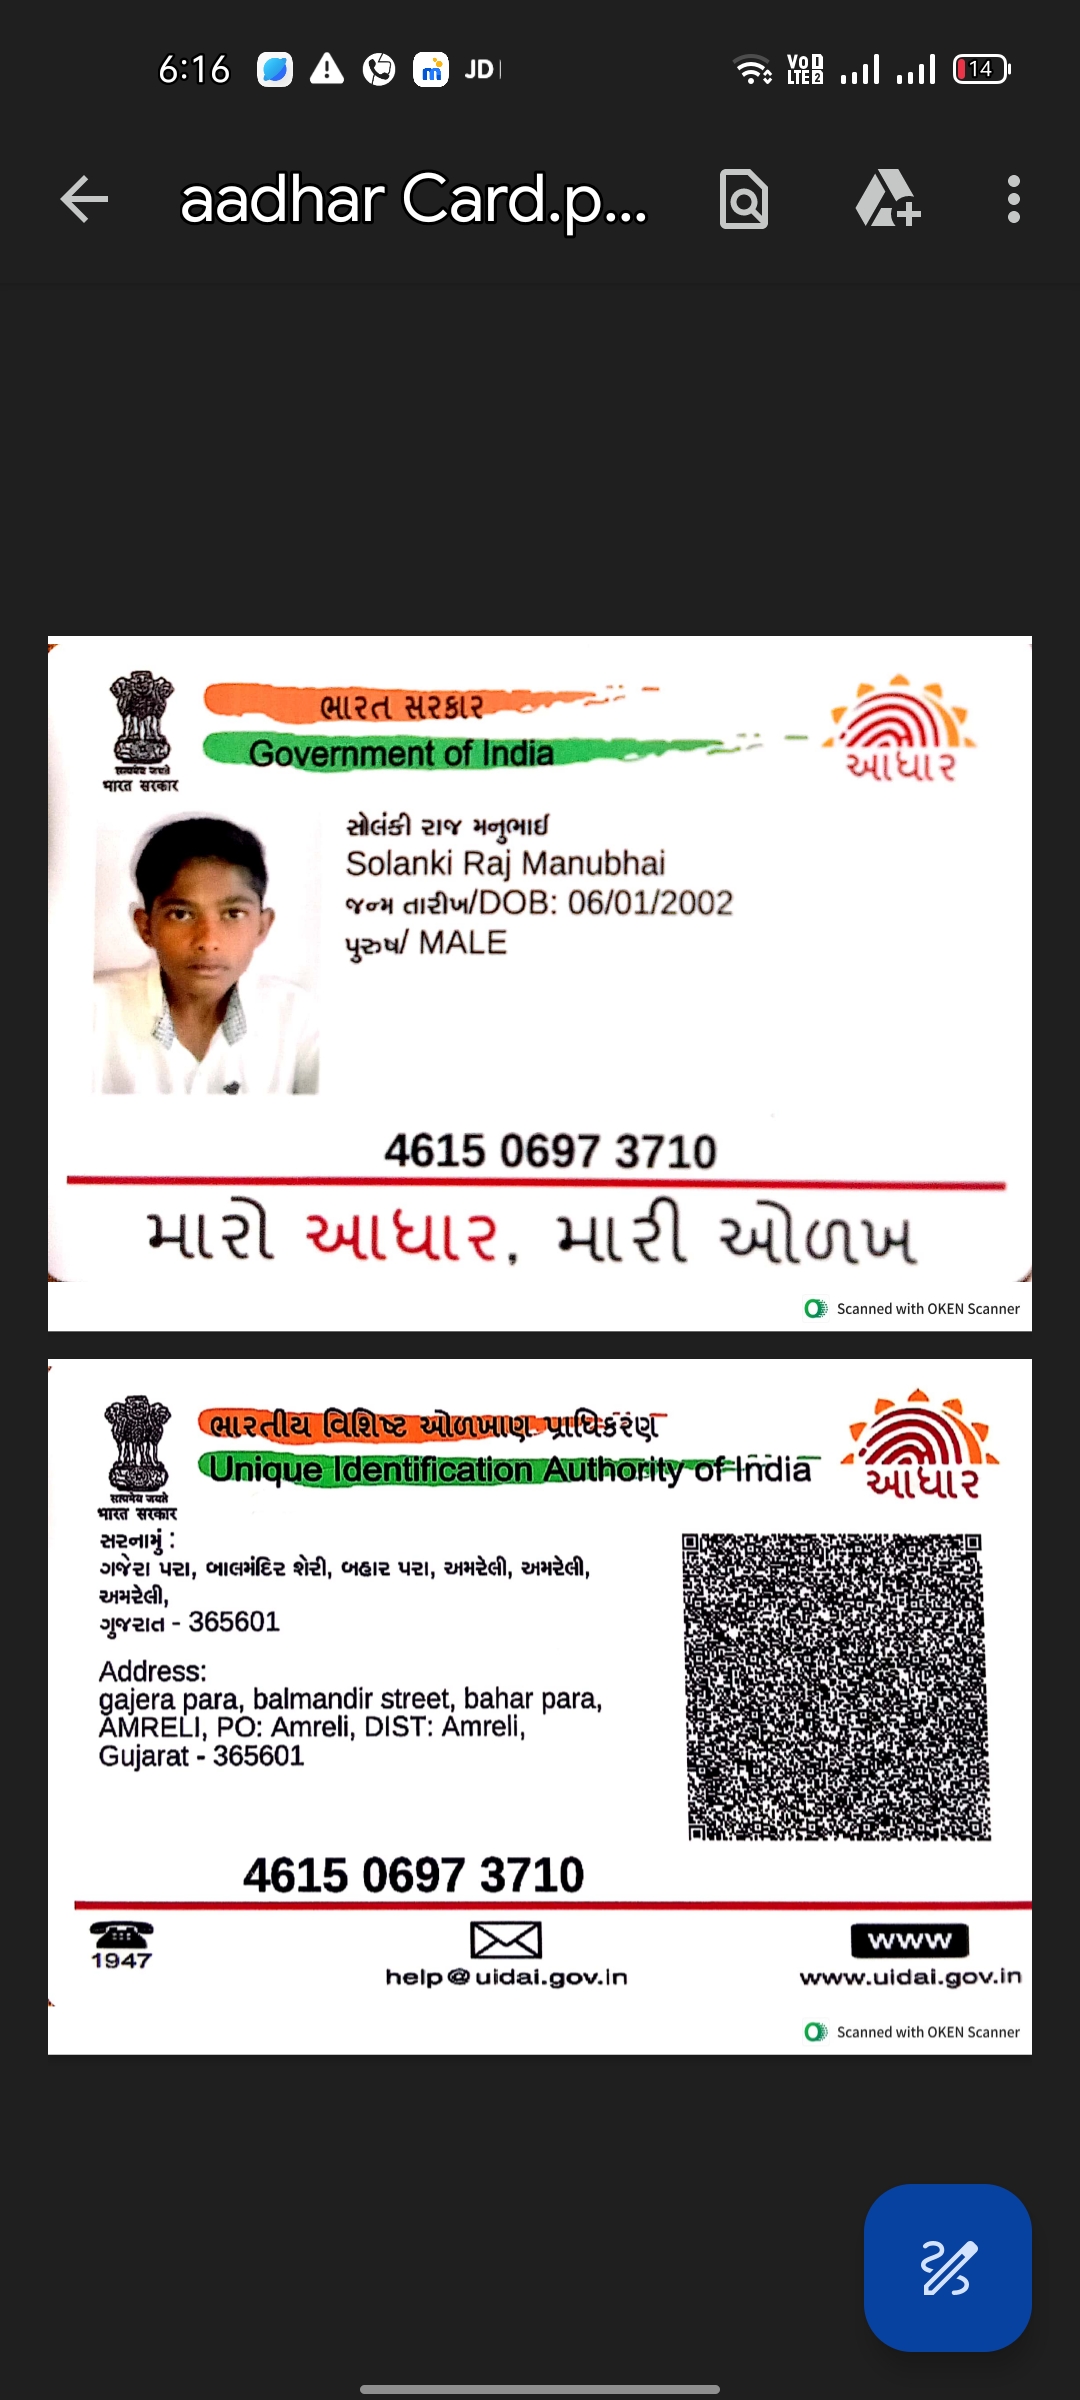 6:16
JD
VoD
LTE 2
14
aadhar Card.p...
ભારત સરકાર
Government of India
सत्यमेव जयते
भारत सरकार
આધાર
સોલંકી રાજ મનુભાઈ
Solanki Raj Manubhai
જન્મ તારીખ/DOB: 06/01/2002
પુરુષ/ MALE
4615 0697 3710
મારો આધાર, મારી ઓળખ
Scanned with OKEN Scanner
ભારતીય વિશિષ્ટ ઓળખાણ પ્રાધિકરણ
Unique Identification Authority of India
सत्यमेव जयते
भारत सरकार
આધાર
સરનામું :
ગજેરા પરા, બાલમંદિર શેરી, બહાર પરા, અમરેલી, અમરેલી,
અમરેલી,
ગુજરાત - 365601
Address:
gajera para, balmandir street, bahar para,
AMRELI, PO: Amreli, DIST: Amreli,
Gujarat - 365601
4615 0697 3710
1947
help@uidai.gov.in
www
www.uidai.gov.in
Scanned with OKEN Scanner